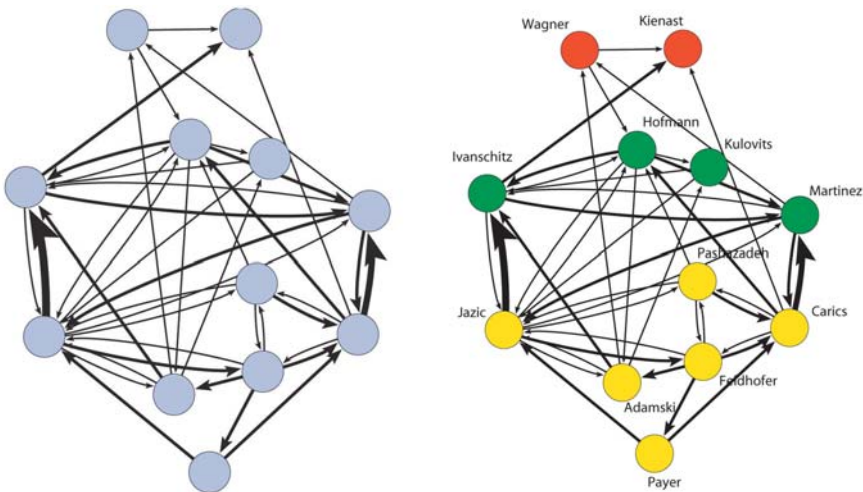 Wagner
Kienast
Hofmann
Kulovits
Ivanschitz
Martinez
Pashazadeh
Jazic
Carics
Feldhofer
Adamski
Payer